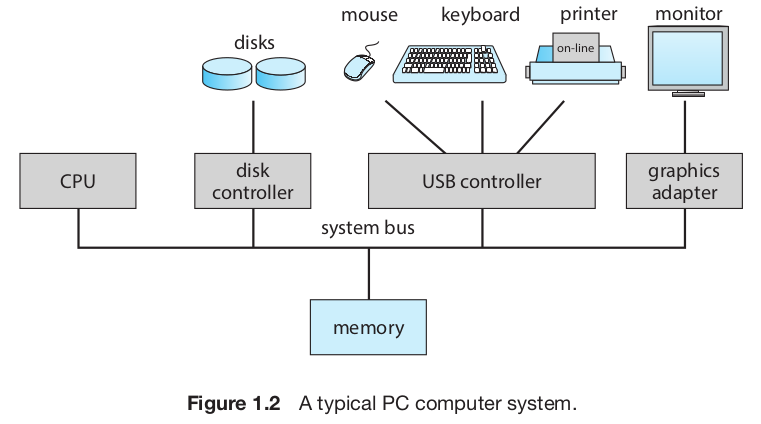 mouse
keyboard
printer
monitor
disks
on-line
CPU
disk
controller
USB controller
graphics
adapter
system bus
memory
Figure 1.2 A typical PC computer system.